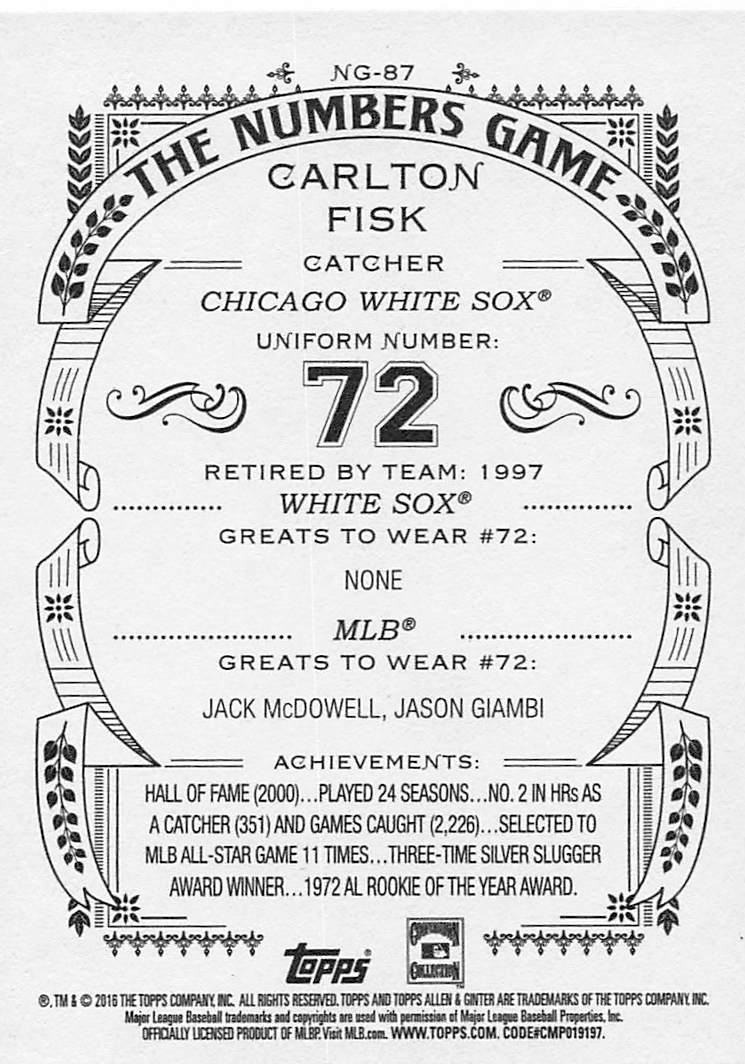 NG-87
THE NUMBERS GAME
CARLTON
FISK
CATCHER
CHICAGO WHITE SOX®
UNIFORM NUMBER:
72
RETIRED BY TEAM: 1997
WHITE SOX®
GREATS TO WEAR #72:
NONE
MLB®
GREATS TO WEAR #72:
JACK McDOWELL, JASON GIAMBI
ACHIEVEMENTS:
HALL OF FAME (2000)...PLAYED 24 SEASONS...NO. 2 IN HRs AS
A CATCHER (351) AND GAMES CAUGHT (2,226)...SELECTED TO
MLB ALL-STAR GAME 11 TIMES...THREE-TIME SILVER SLUGGER
AWARD WINNER...1972 AL ROOKIE OF THE YEAR AWARD.
TOPPS®
COOPERSTOWN
COLLECTION™
®, TM & © 2016 THE TOPPS COMPANY, INC. ALL RIGHTS RESERVED. TOPPS AND TOPPS ALLEN & GINTER ARE TRADEMARKS OF THE TOPPS COMPANY, INC.
Major League Baseball trademarks and copyrights are used with permission of Major League Baseball Properties, Inc.
OFFICIALLY LICENSED PRODUCT OF MLBP. Visit MLB.com. WWW.TOPPS.COM. CODE#CMP019197.